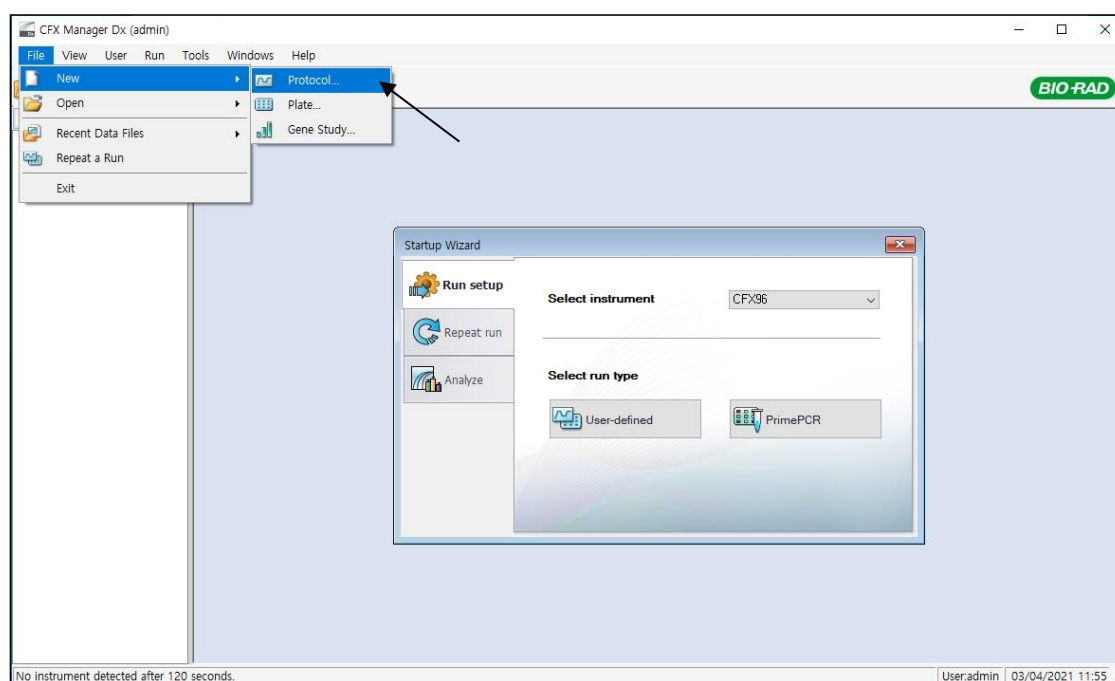 CFX Manager Dx (admin)
File View User Run Tools Windows Help
New
Protocol...
BIO-RAD
Open
Plate...
Gene Study...
Recent Data Files
Repeat a Run
Exit
Startup Wizard
Run setup
Select instrument CFX96
Repeat run
Analyze
Select run type
User-defined PrimePCR
No instrument detected after 120 seconds. User:admin 03/04/2021 11:55